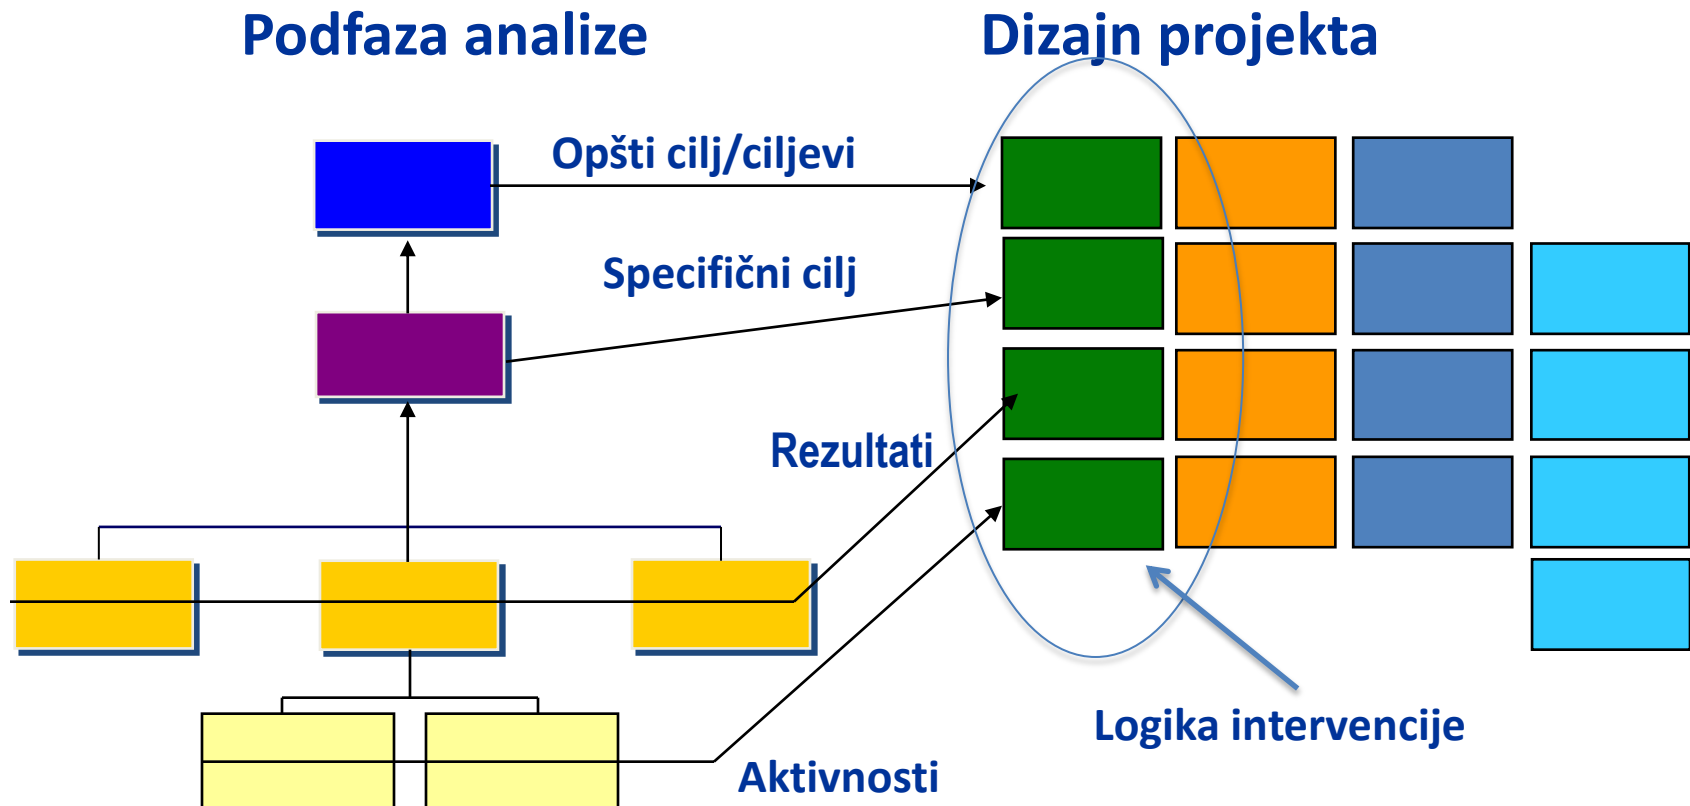 Podfaza analize
Dizajn projekta
Opšti cilj/ciljevi
Specifični cilj
Rezultati
Logika intervencije
Aktivnosti